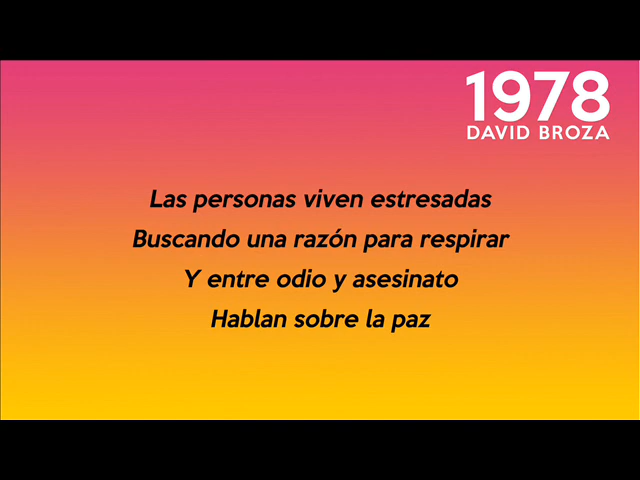 1978
DAVID BROZA
Las personas viven estresadas
Buscando una razón para respirar
Y entre odio y asesinato
Hablan sobre la paz